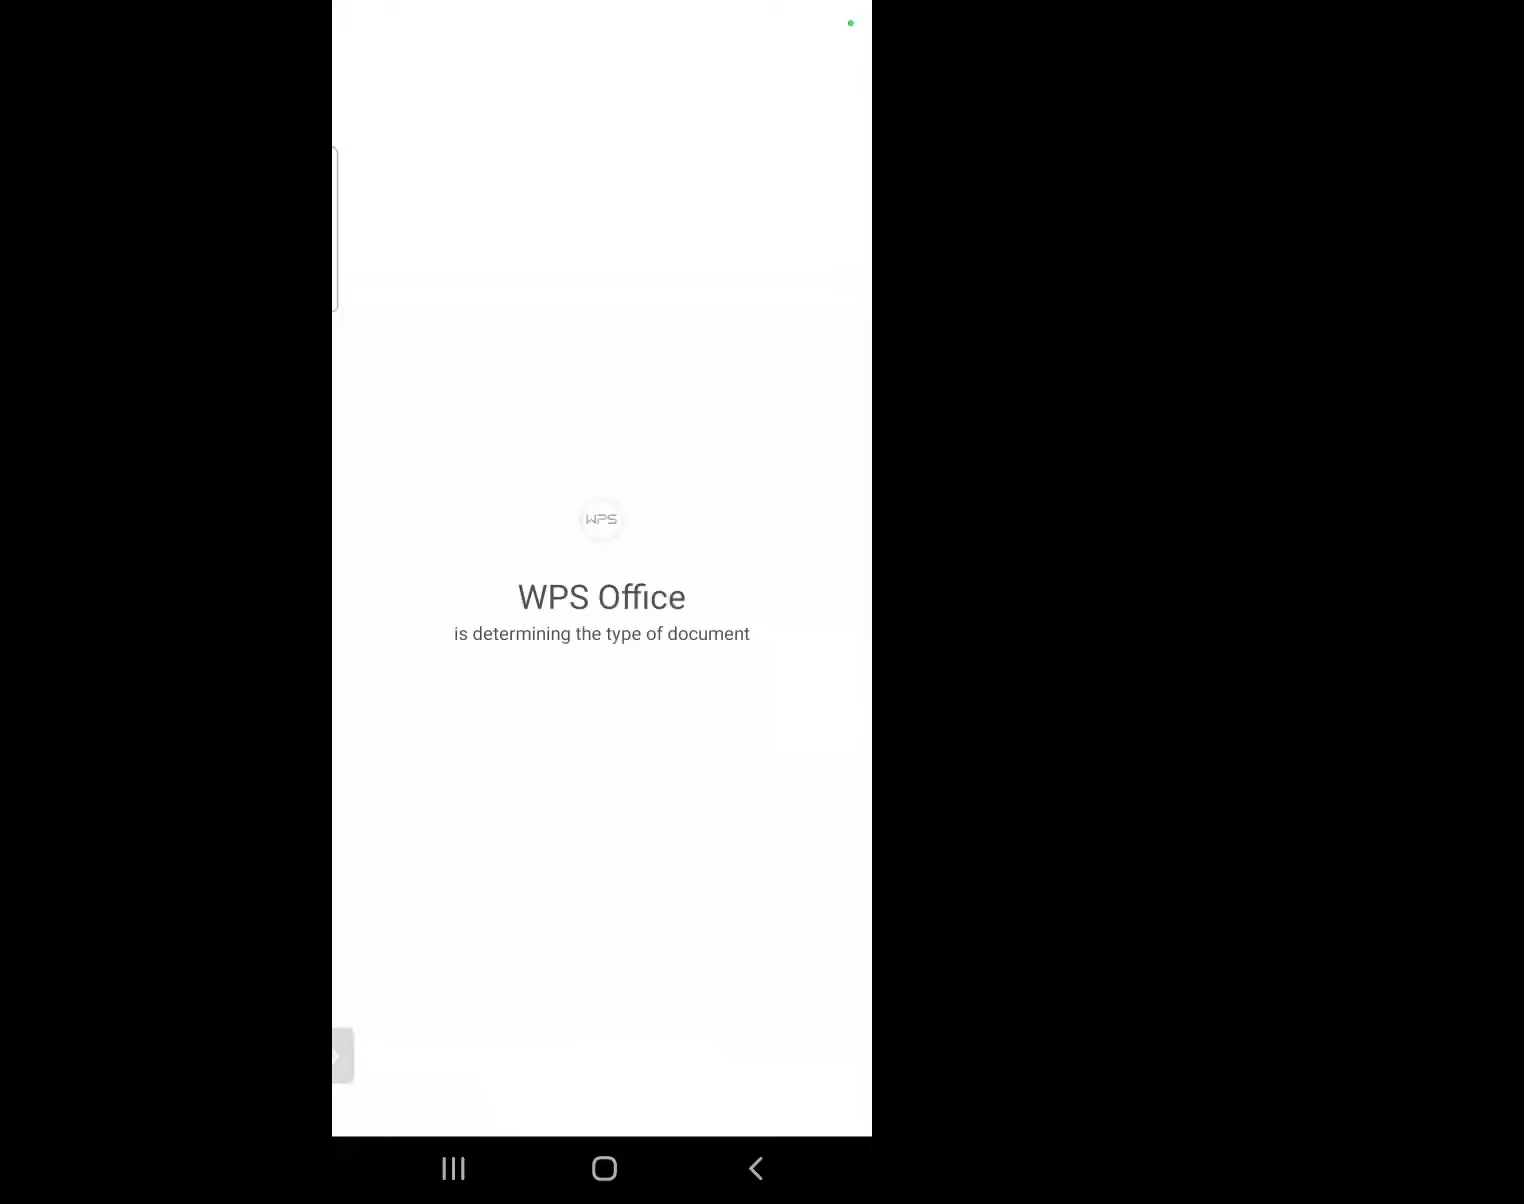 WPS
WPS Office
is determining the type of document